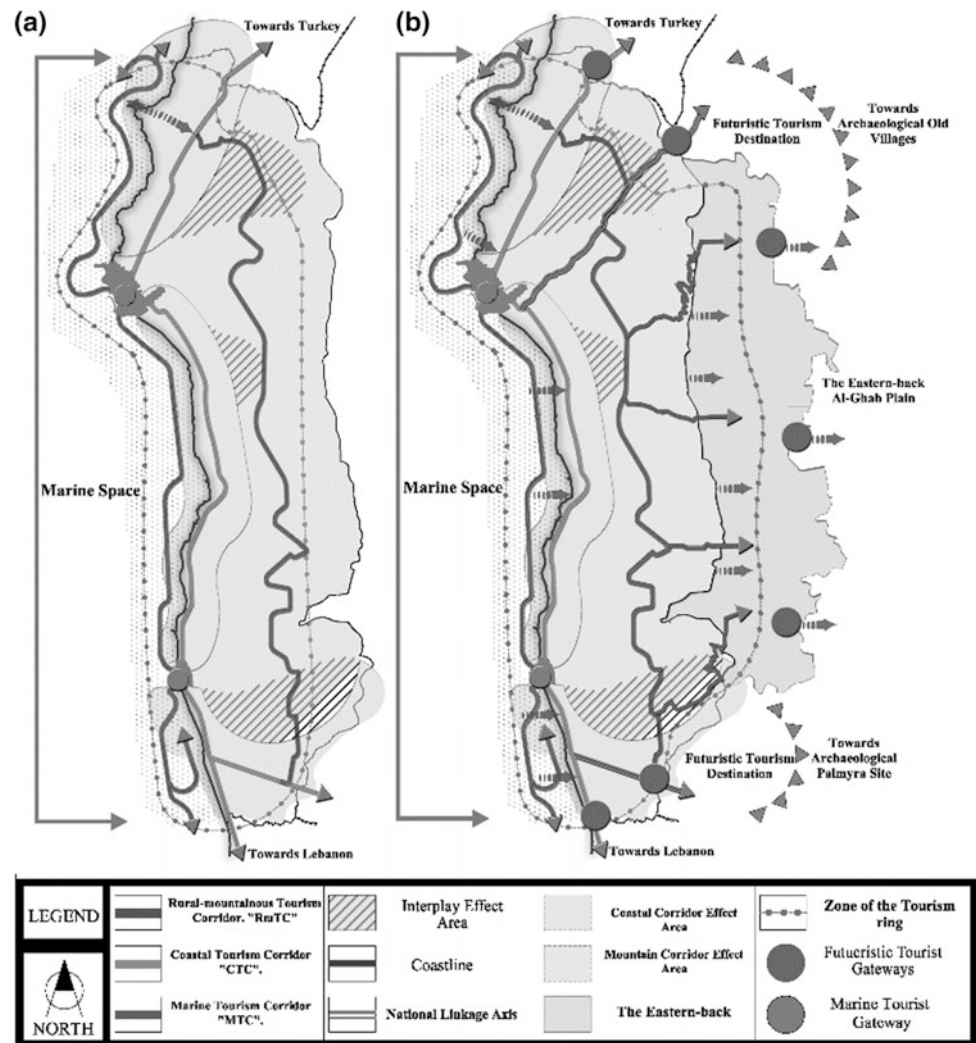 (a)
Towards Turkey
Marine Space
Towards Lebanon
(b)
Towards Turkey
Futuristic Tourism
Destination
Towards
Archaeological Old
Villages
The Eastern-back
Al-Ghab Plain
Marine Space
Futuristic Tourism
Destination
Towards
Archaeological
Palmyra Site
Towards Lebanon
LEGEND
NORTH
Rural-mountainous Tourism
Corridor. "RmTC"
Coastal Tourism Corridor
"CTC".
Marine Tourism Corridor
"MTC".
Interplay Effect
Area
Coastline
National Linkage Axis
Coastal Corridor Effect
Area
Mountain Corridor Effect
Area
The Eastern-back
Zone of the Tourism
ring
Futucristic Tourist
Gateways
Marine Tourist
Gateway